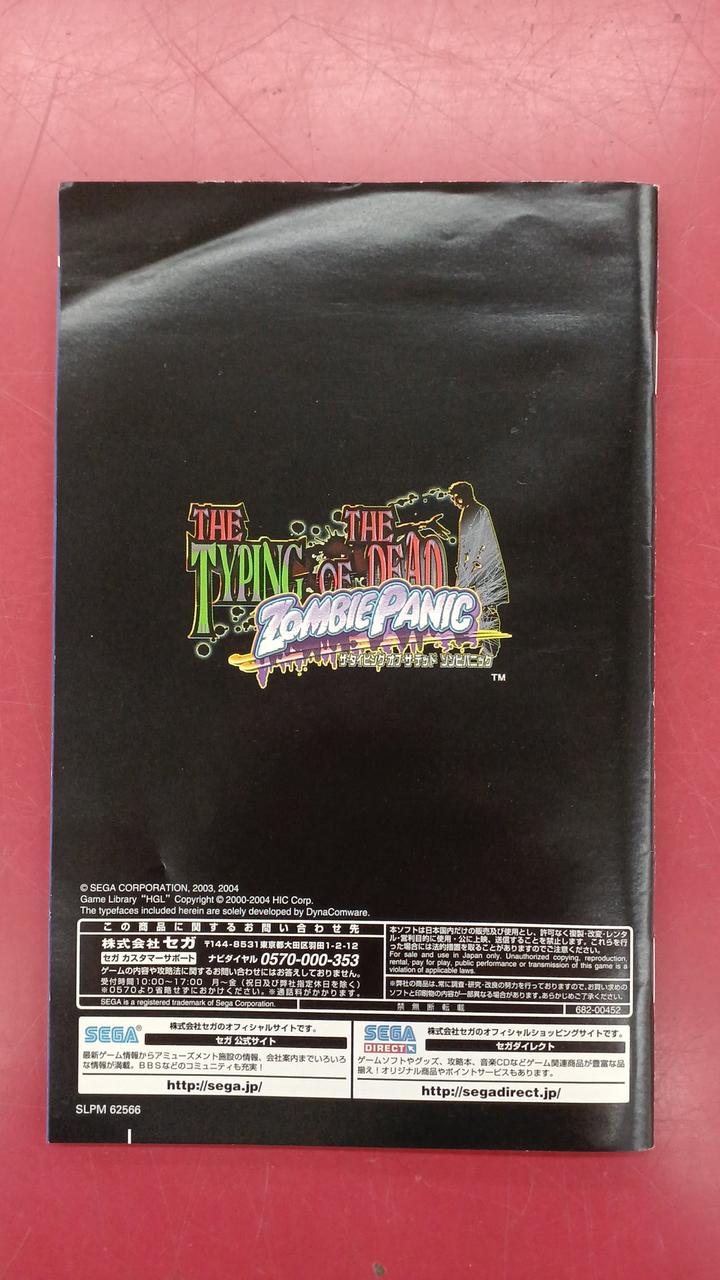 THE THE
TYPING OF DEAD
ZOMBIE PANIC
ザ・タイピング・オブ・ザ・デッド ゾンビパニック
TM
© SEGA CORPORATION, 2003, 2004
Game Library "HGL" Copyright © 2000-2004 HIC Corp.
The typefaces included herein are solely developed by DynaComware.
この商品に関するお問い合わせ先
株式会社セガ 〒144-8531東京都大田区羽田1-2-12
セガ カスタマーサポート ナビダイヤル 0570-000-353
ゲームの内容や攻略法に関するお問い合わせにはお答えしておりません。
受付時間10:00〜17:00 月〜金(祝日及び弊社指定休日を除く)
※0570より省略せずにおかけください。※通話料がかかります。
SEGA is a registered trademark of Sega Corporation.
本ソフトは日本国内だけの販売及び使用とし、許可なく複製・改変・レンタ
ル・営利目的に使用・公に上映、送信することを禁止します。これらを行
った場合には法的措置を取ることがありますのでご注意ください。
For sale and use in Japan only. Unauthorized copying, reproduction,
rental, pay for play, public performance or transmission of this game is a
violation of applicable laws.
※弊社の商品は、常に調査・研究・改良の努力を行っておりますので、お買い求めの
ソフトと印刷物の内容が一部異なる場合があります。あらかじめご了承ください。
禁無断転載
682-00452
SEGA®
株式会社セガのオフィシャルサイトです。
セガ 公式サイト
最新ゲーム情報からアミューズメント施設の情報、会社案内までいろいろ
な情報が満載。BBSなどのコミュニティも充実!
http://sega.jp/
SEGA
DIRECT
株式会社セガのオフィシャルショッピングサイトです。
セガダイレクト
ゲームソフトやグッズ、攻略本、音楽CDなどゲーム関連商品が豊富な品
揃え!オリジナル商品やポイントサービスもあります。
http://segadirect.jp/
SLPM 62566